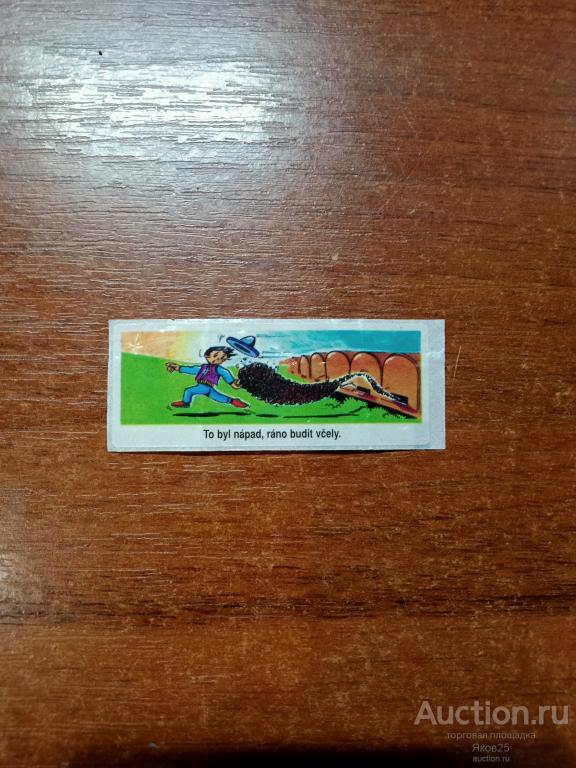 To byl nápad, ráno budit včely.
Auction.ru
торговая площадка
Яков25
auction.ru